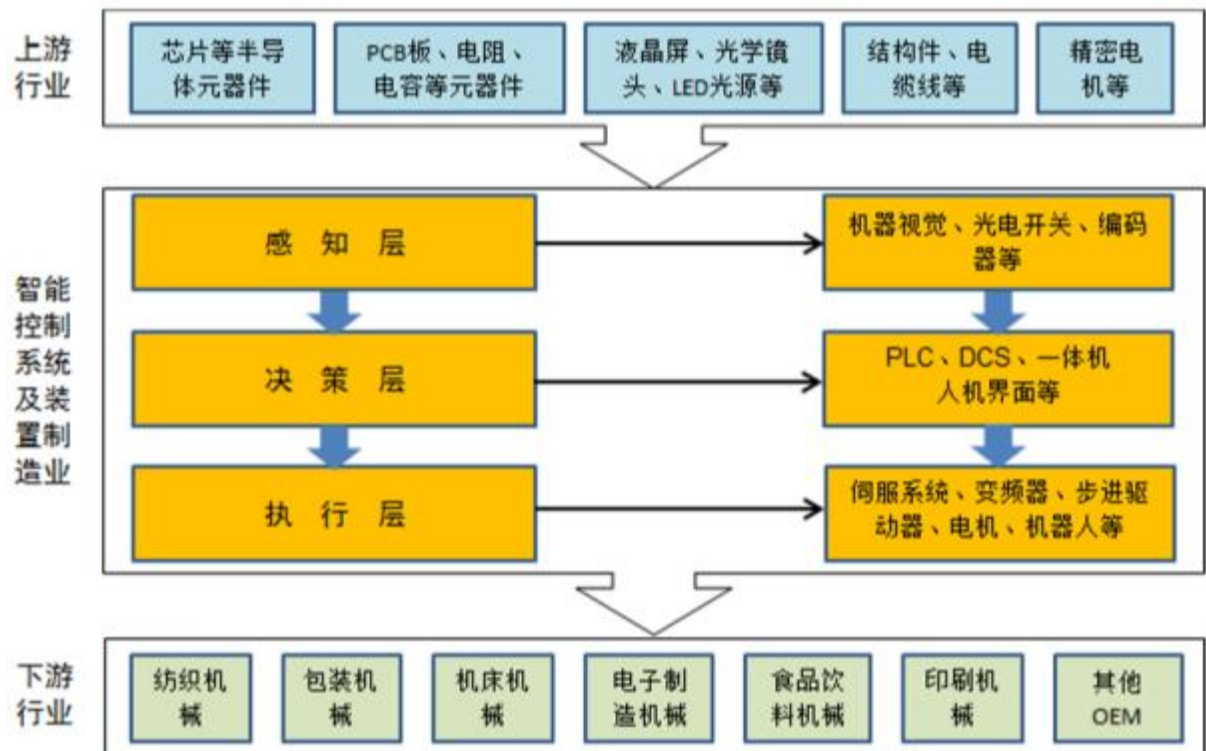 上游
行业
芯片等半导
体元器件
PCB板、电阻、
电容等元器件
液晶屏、光学镜
头、LED光源等
结构件、电
缆线等
精密电
机等
智能
控制
系统
及装
置制
造业
感 知 层
机器视觉、光电开关、编码
器等
决 策 层
PLC、DCS、一体机
人机界面等
执 行 层
伺服系统、变频器、步进驱
动器、电机、机器人等
下游
行业
纺织机
械
包装机
械
机床机
械
电子制
造机械
食品饮
料机械
印刷机
械
其他
OEM